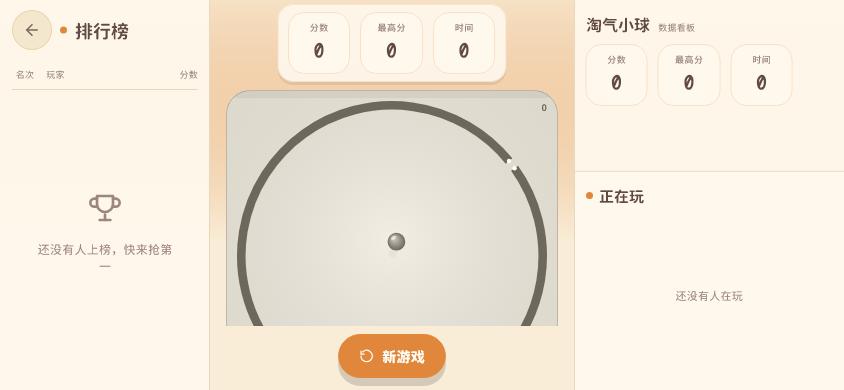 排行榜
名次 玩家 分数
还没有人上榜，快来抢第
一
分数 最高分 时间
0 0 0
0
新游戏
淘气小球 数据看板
分数 最高分 时间
0 0 0
正在玩
还没有人在玩